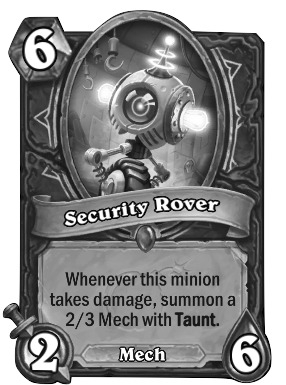 6
Security Rover
Whenever this minion
takes damage, summon a
2/3 Mech with Taunt.
2
Mech
6